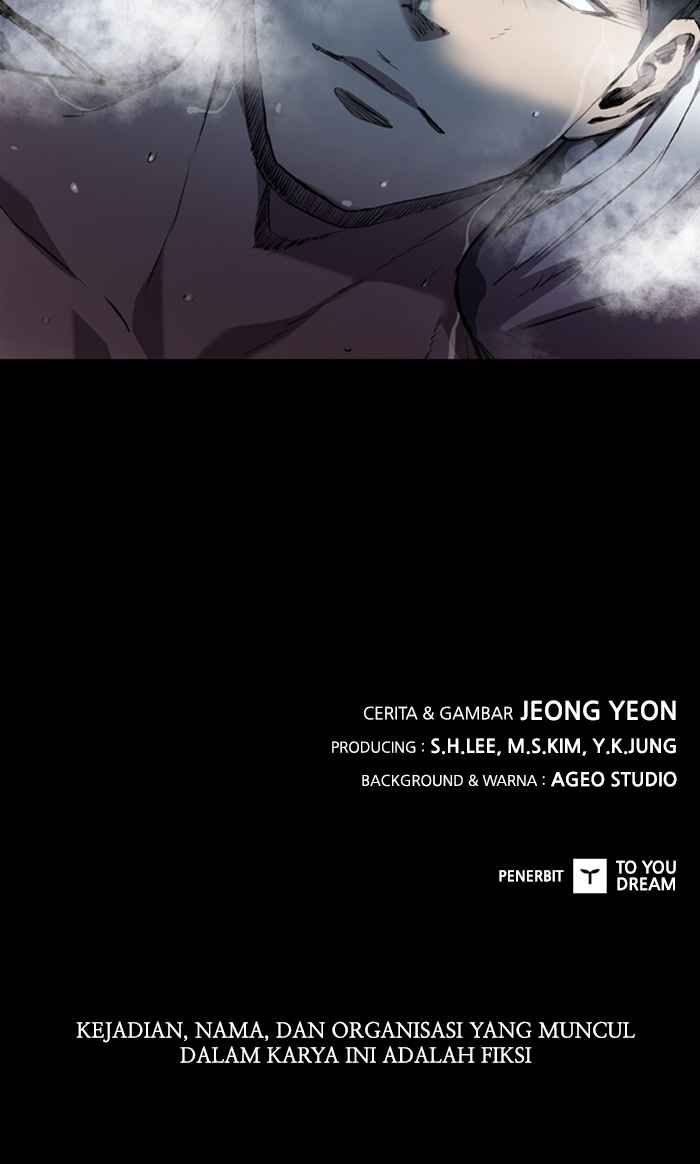 CERITA & GAMBAR JEONG YEON
PRODUCING : S.H.LEE, M.S.KIM, Y.K.JUNG
BACKGROUND & WARNA : AGEO STUDIO
PENERBIT TO YOU
DREAM
KEJADIAN, NAMA, DAN ORGANISASI YANG MUNCUL
DALAM KARYA INI ADALAH FIKSI